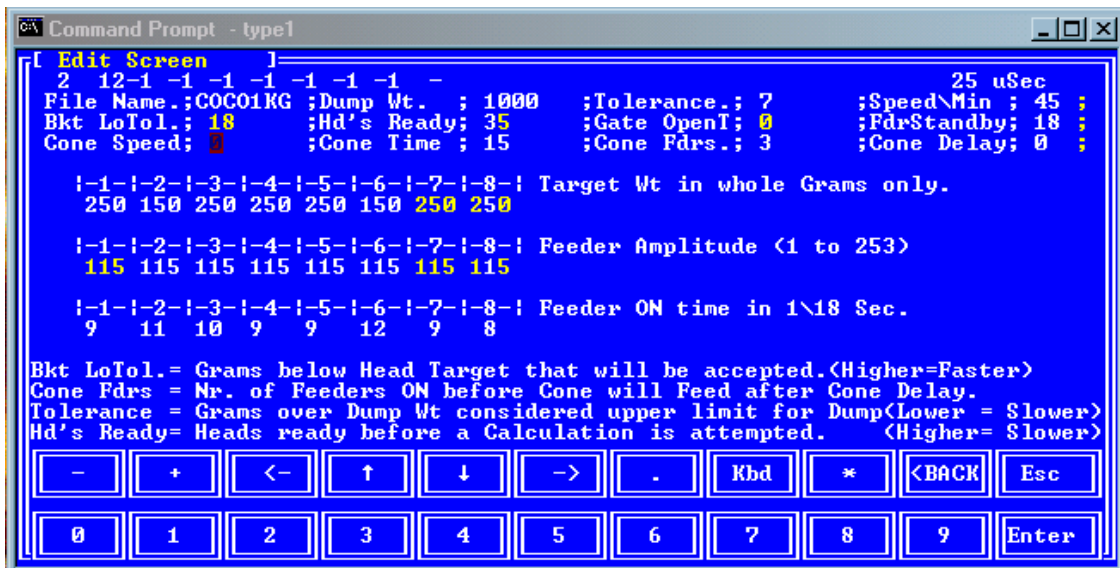 Command Prompt - type1
[ Edit Screen ]
2 12-1 -1 -1 -1 -1 -1 -1 - 25 uSec
File Name.;COCO1KG ;Dump Wt. ; 1000 ;Tolerance.; 7 ;Speed\Min ; 45 ;
Bkt LoTol.; 18 ;Hd's Ready; 35 ;Gate OpenT; 0 ;FdrStandby; 18 ;
Cone Speed; 0 ;Cone Time ; 15 ;Cone Fdrs.; 3 ;Cone Delay; 0 ;
|-1-|-2-|-3-|-4-|-5-|-6-|-7-|-8-| Target Wt in whole Grams only.
250 150 250 250 250 150 250 250
|-1-|-2-|-3-|-4-|-5-|-6-|-7-|-8-| Feeder Amplitude (1 to 253)
115 115 115 115 115 115 115 115
|-1-|-2-|-3-|-4-|-5-|-6-|-7-|-8-| Feeder ON time in 1\18 Sec.
9 11 10 9 9 12 9 8
Bkt LoTol.= Grams below Head Target that will be accepted.(Higher=Faster)
Cone Fdrs = Nr. of Feeders ON before Cone will Feed after Cone Delay.
Tolerance = Grams over Dump Wt considered upper limit for Dump(Lower = Slower)
Hd's Ready= Heads ready before a Calculation is attempted. (Higher= Slower)
- + <- ↑ ↓ -> . Kbd * <BACK Esc
0 1 2 3 4 5 6 7 8 9 Enter